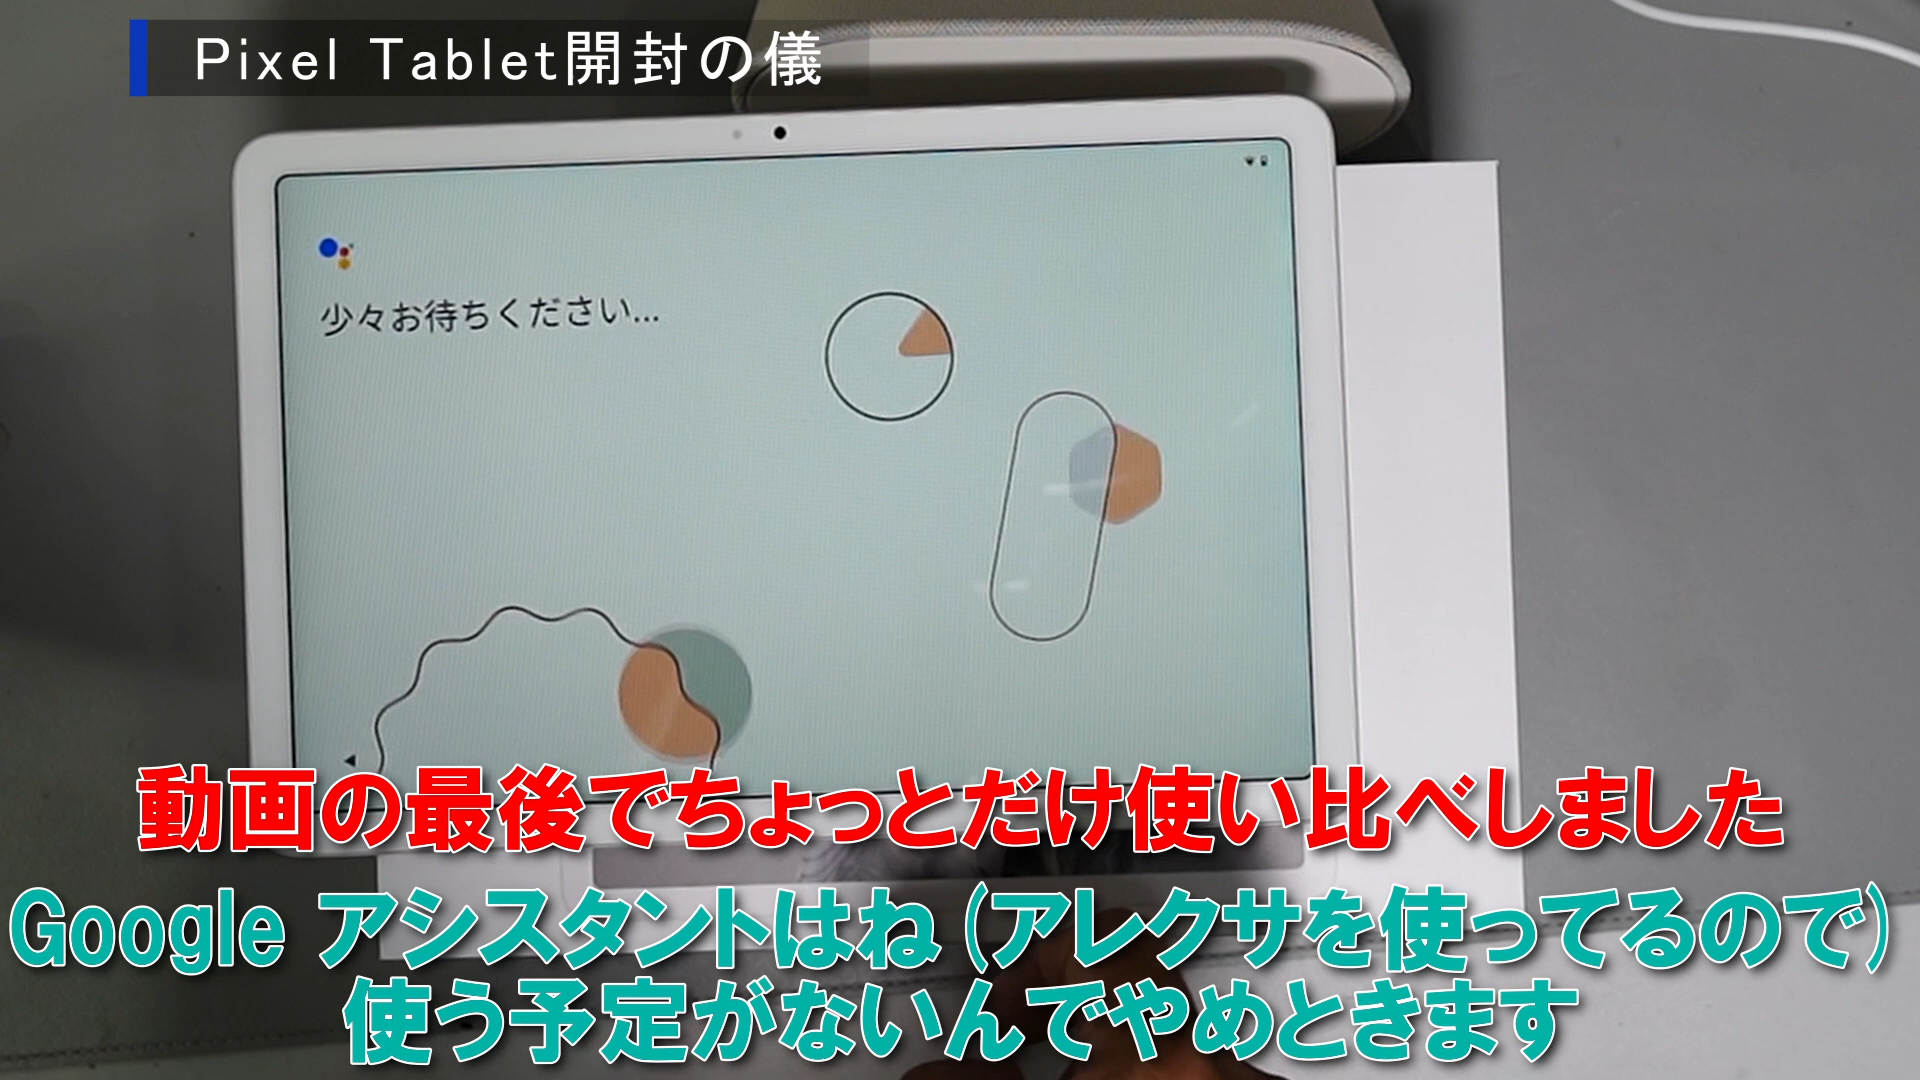 Pixel Tablet開封の儀
少々お待ちください...
動画の最後でちょっとだけ使い比べしました
Google アシスタントはね(アレクサを使ってるので)
使う予定がないんでやめときます